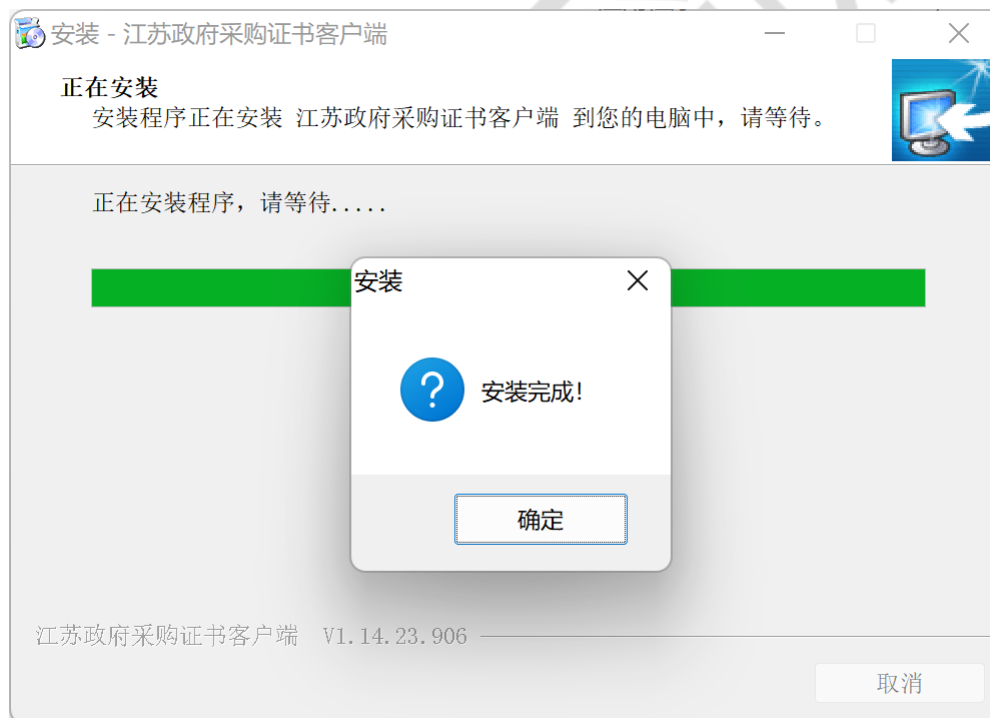 安装 - 江苏政府采购证书客户端
正在安装
安装程序正在安装 江苏政府采购证书客户端 到您的电脑中，请等待。
正在安装程序，请等待.....
安装
安装完成！
确定
江苏政府采购证书客户端 V1.14.23.906
取消